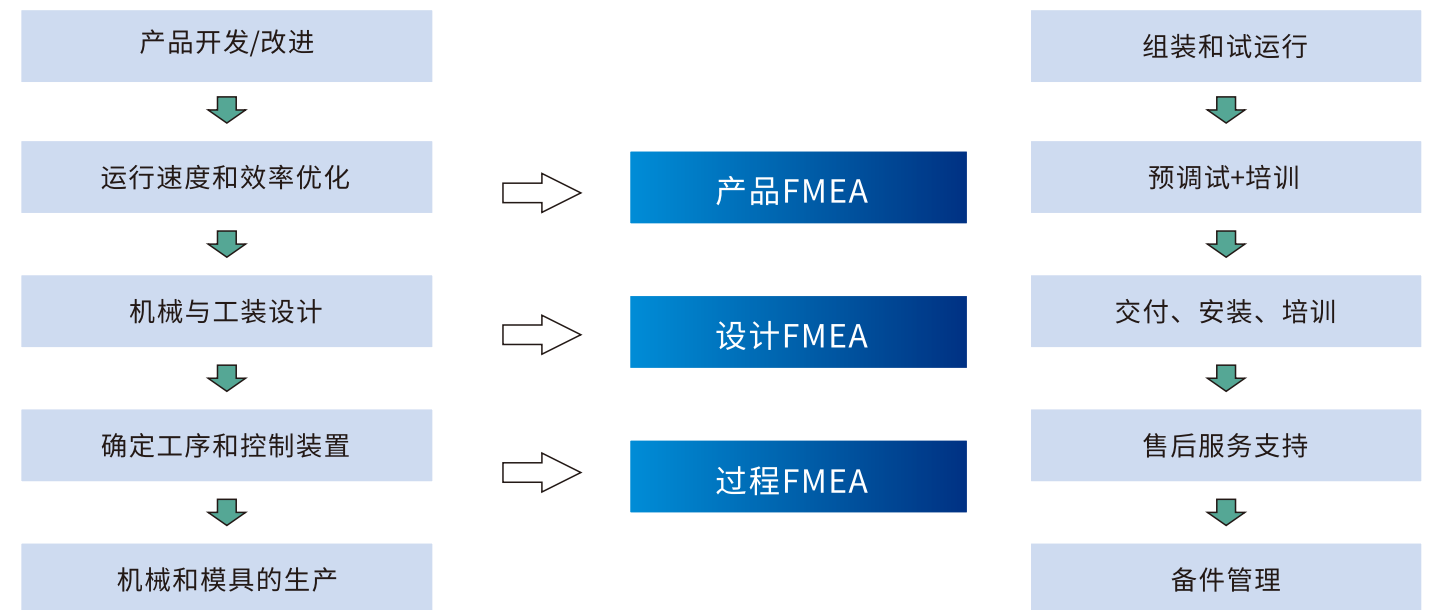 产品开发/改进
运行速度和效率优化
机械与工装设计
确定工序和控制装置
机械和模具的生产
产品FMEA
设计FMEA
过程FMEA
组装和试运行
预调试+培训
交付、安装、培训
售后服务支持
备件管理